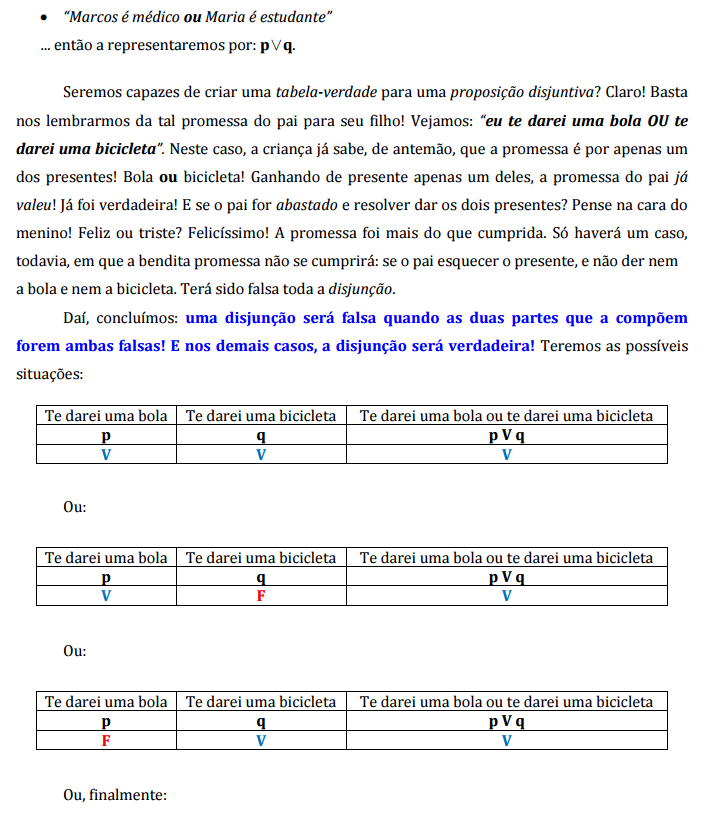 • “Marcos é médico ou Maria é estudante”
... então a representaremos por: p∨q.
Seremos capazes de criar uma tabela-verdade para uma proposição disjuntiva? Claro! Basta
nos lembrarmos da tal promessa do pai para seu filho! Vejamos: “eu te darei uma bola OU te
darei uma bicicleta”. Neste caso, a criança já sabe, de antemão, que a promessa é por apenas um
dos presentes! Bola ou bicicleta! Ganhando de presente apenas um deles, a promessa do pai já
valeu! Já foi verdadeira! E se o pai for abastado e resolver dar os dois presentes? Pense na cara do
menino! Feliz ou triste? Felicíssimo! A promessa foi mais do que cumprida. Só haverá um caso,
todavia, em que a bendita promessa não se cumprirá: se o pai esquecer o presente, e não der nem
a bola e nem a bicicleta. Terá sido falsa toda a disjunção.
Daí, concluímos: uma disjunção será falsa quando as duas partes que a compõem
forem ambas falsas! E nos demais casos, a disjunção será verdadeira! Teremos as possíveis
situações:
Te darei uma bola Te darei uma bicicleta Te darei uma bola ou te darei uma bicicleta
p q p V q
V V V
Ou:
Te darei uma bola Te darei uma bicicleta Te darei uma bola ou te darei uma bicicleta
p q p V q
V F V
Ou:
Te darei uma bola Te darei uma bicicleta Te darei uma bola ou te darei uma bicicleta
p q p V q
F V V
Ou, finalmente: